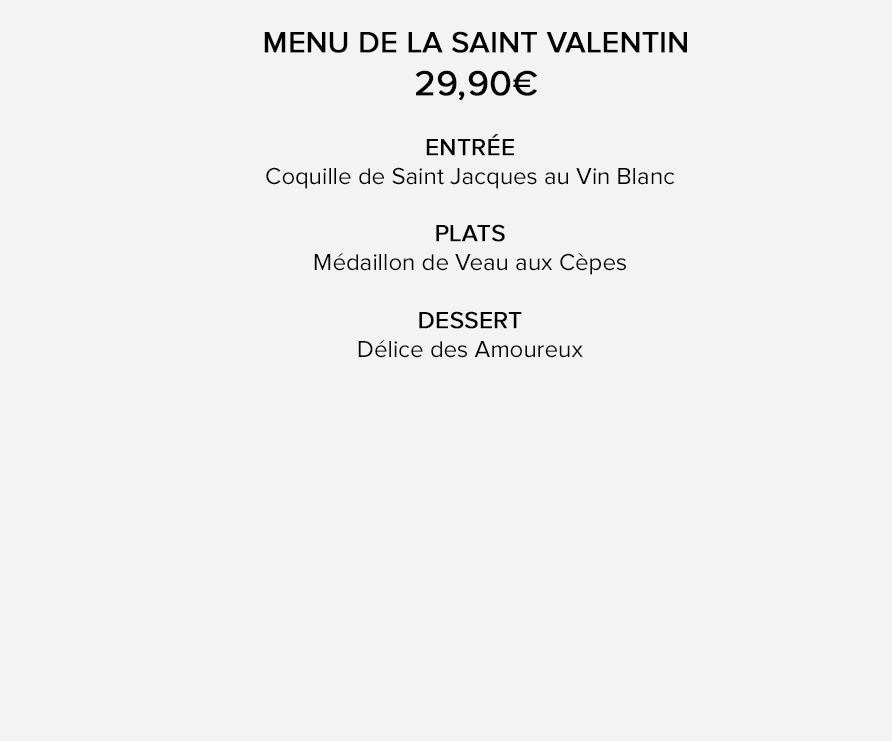 MENU DE LA SAINT VALENTIN
29,90€
ENTRÉE
Coquille de Saint Jacques au Vin Blanc
PLATS
Médaillon de Veau aux Cèpes
DESSERT
Délice des Amoureux